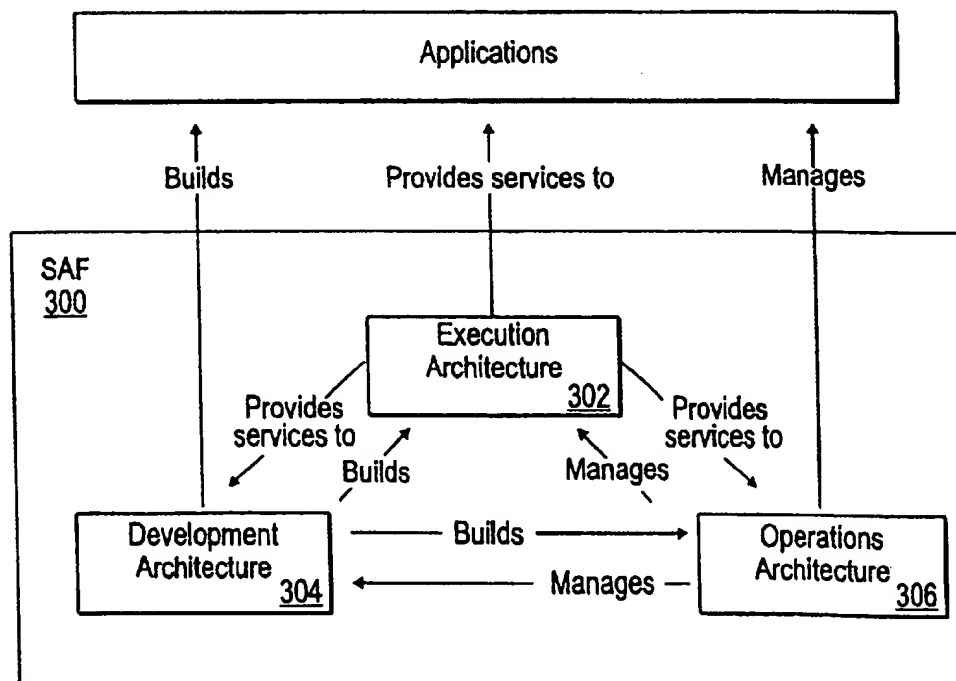 Applications
Builds
Provides services to
Manages
SAF
300
Execution
Architecture
302
Provides
services to
Provides
services to
Builds
Manages
Development
Architecture
304
Builds
Manages
Operations
Architecture
306